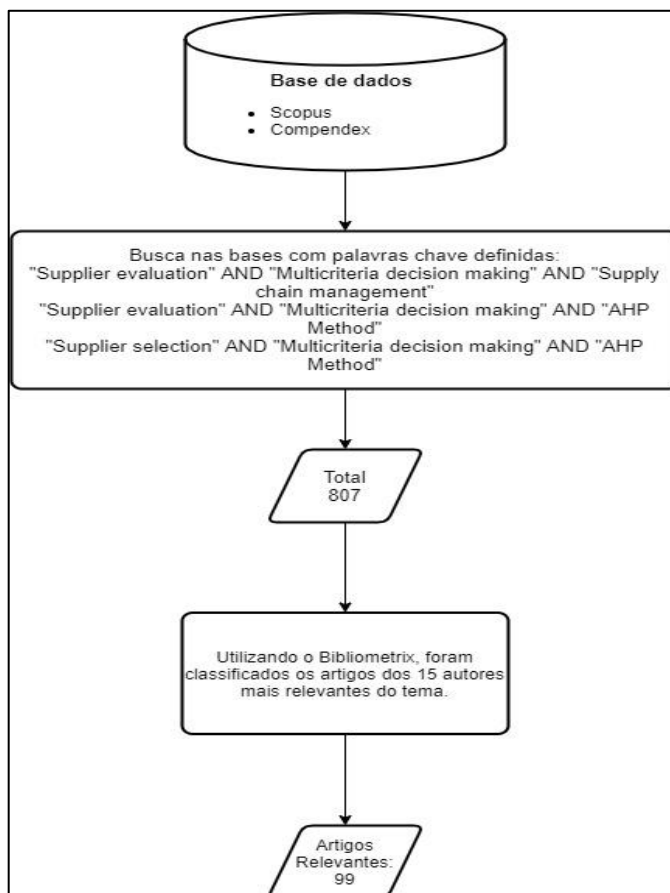 Base de dados
• Scopus
• Compendex
Busca nas bases com palavras chave definidas:
"Supplier evaluation" AND "Multicriteria decision making" AND "Supply
chain management"
"Supplier evaluation" AND "Multicriteria decision making" AND "AHP
Method"
"Supplier selection" AND "Multicriteria decision making" AND "AHP
Method"
Total
807
Utilizando o Bibliometrix, foram
classificados os artigos dos 15 autores
mais relevantes do tema.
Artigos
Relevantes:
99